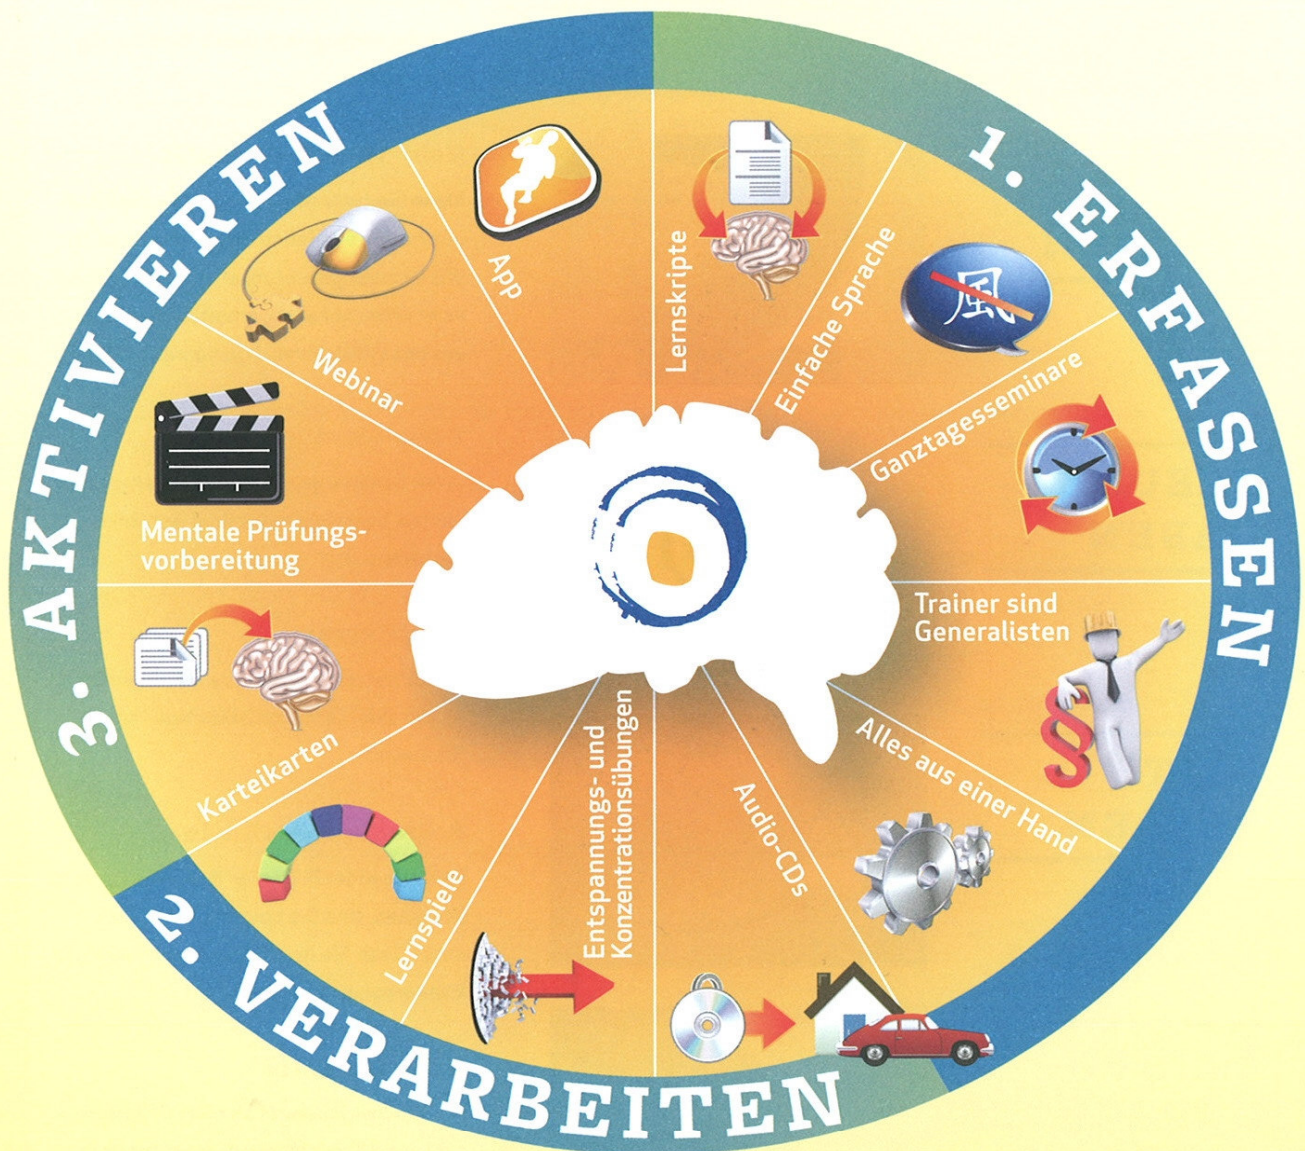 1. ERFASSEN
Lernskripte
Einfache Sprache
風
Ganztagesseminare
Trainer sind
Generalisten
§
Alles aus einer Hand
2. VERARBEITEN
Audio-CDs
Entspannungs- und
Konzentrationsübungen
Lernspiele
3. AKTIVIEREN
Karteikarten
Mentale Prüfungs-
vorbereitung
Webinar
App